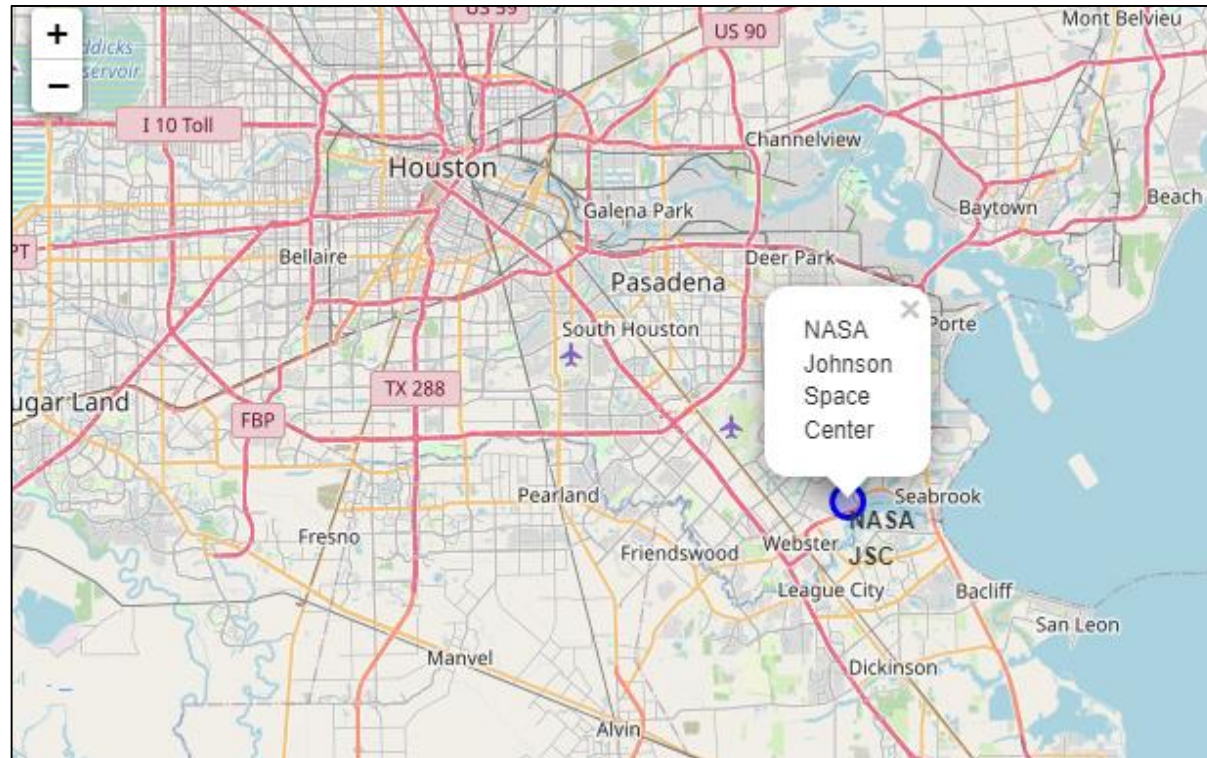 +
−
US 59
US 90
Mont Belvieu
I 10 Toll
Channelview
Houston
Beach
Baytown
Galena Park
PT
Bellaire
Deer Park
Pasadena
Porte
South Houston
NASA
Johnson
Space
Center
×
TX 288
ugar Land
FBP
Pearland
Seabrook
NASA
JSC
Fresno
Webster
Friendswood
League City
Bacliff
San Leon
Manvel
Dickinson
Alvin